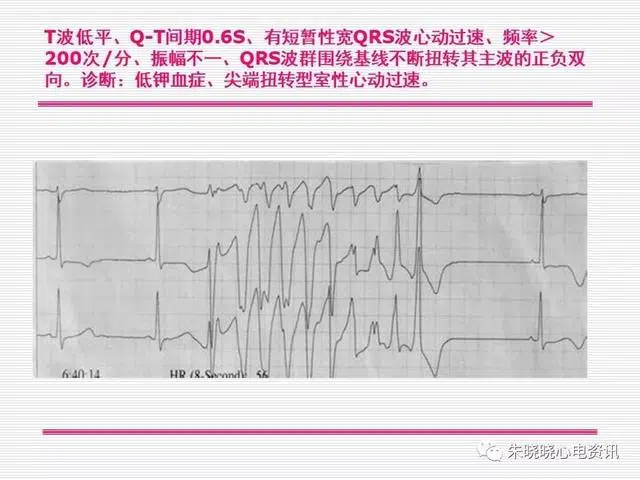 T波低平、Q-T间期0.6S、有短暂性宽QRS波心动过速、频率＞
200次/分、振幅不一、QRS波群围绕基线不断扭转其主波的正负双
向。诊断：低钾血症、尖端扭转型室性心动过速。
6:40:14 HR (8-Second): 56
朱晓晓心电资讯